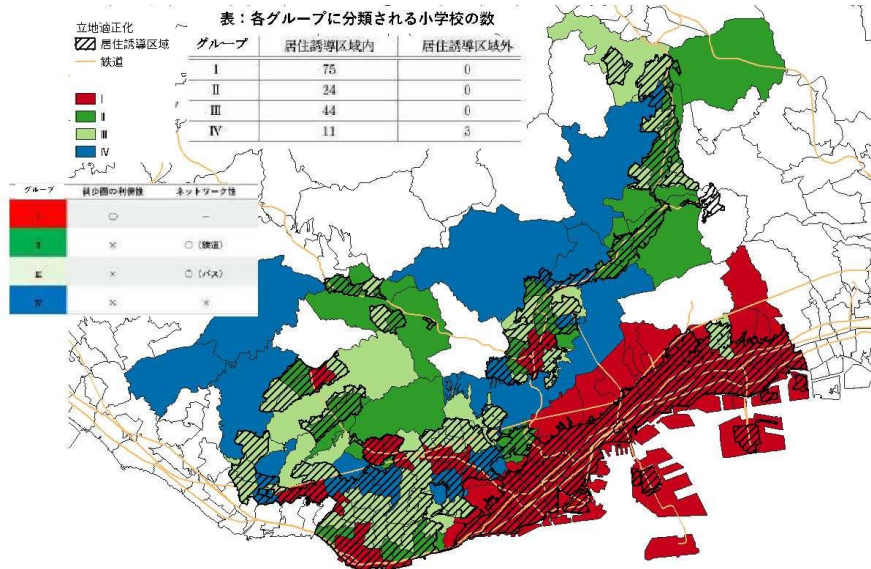 表：各グループに分類される小学校の数
立地適正化
居住誘導区域
鉄道
グループ 居住誘導区域内 居住誘導区域外
I 75 0
II 24 0
III 44 0
IV 11 3
I
II
III
IV
グループ 徒歩圏の利便性 ネットワーク性
I ○ －
II × ○（鉄道）
III × ○（バス）
IV × ×